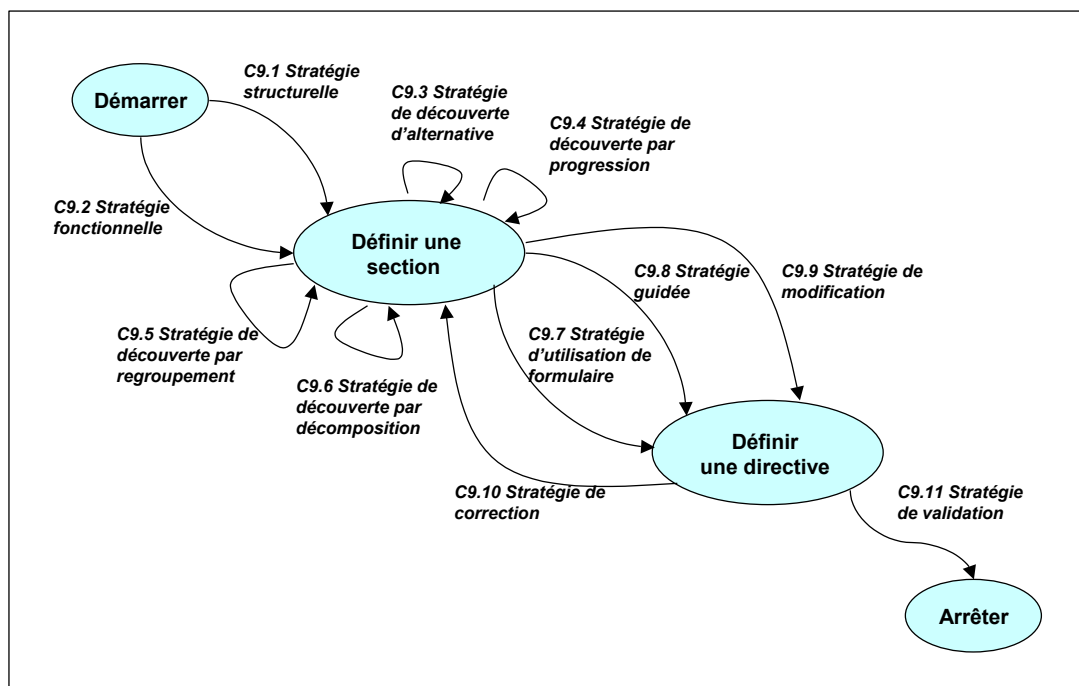 C9.1 Stratégie
structurelle
Démarrer
C9.3 Stratégie
de découverte
d'alternative
C9.4 Stratégie de
découverte par
progression
C9.2 Stratégie
fonctionnelle
Définir une
section
C9.8 Stratégie
guidée
C9.9 Stratégie de
modification
C9.5 Stratégie de
découverte par
regroupement
C9.7 Stratégie
d'utilisation de
formulaire
C9.6 Stratégie de
découverte par
décomposition
Définir
une directive
C9.10 Stratégie de
correction
C9.11 Stratégie
de validation
Arrêter